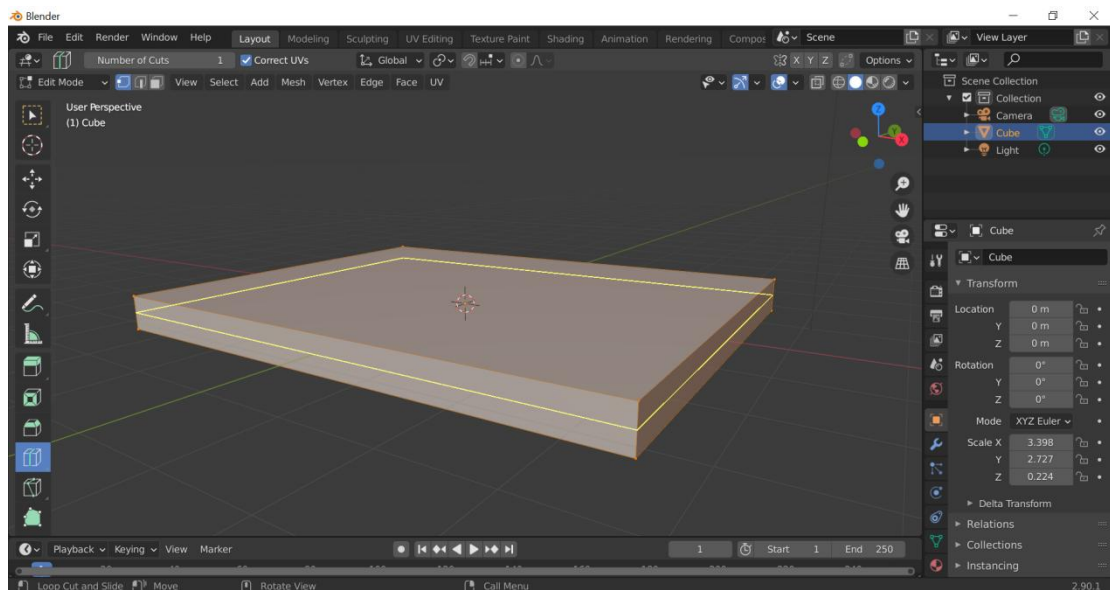 Blender
File Edit Render Window Help Layout Modeling Sculpting UV Editing Texture Paint Shading Animation Rendering Compos Scene View Layer
Number of Cuts 1 Correct UVs Global X Y Z Options
Edit Mode View Select Add Mesh Vertex Edge Face UV
User Perspective
(1) Cube
Z
X
Scene Collection
Collection
Camera
Cube
Light
Cube
Cube
Transform
Location 0 m
Y 0 m
Z 0 m
Rotation 0°
Y 0°
Z 0°
Mode XYZ Euler
Scale X 3.398
Y 2.727
Z 0.224
Delta Transform
Relations
Collections
Instancing
Playback Keying View Marker 1 Start 1 End 250
Loop Cut and Slide Move Rotate View Call Menu 2.90.1